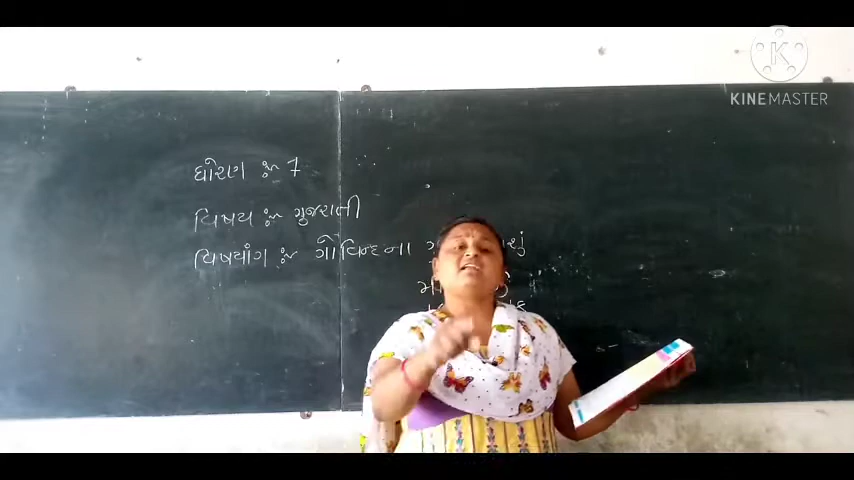 K
KINEMASTER
ધોરણ ઃ- 7
વિષય ઃ- ગુજરાતી
વિષયાંગ ઃ- ગોવિન્દના